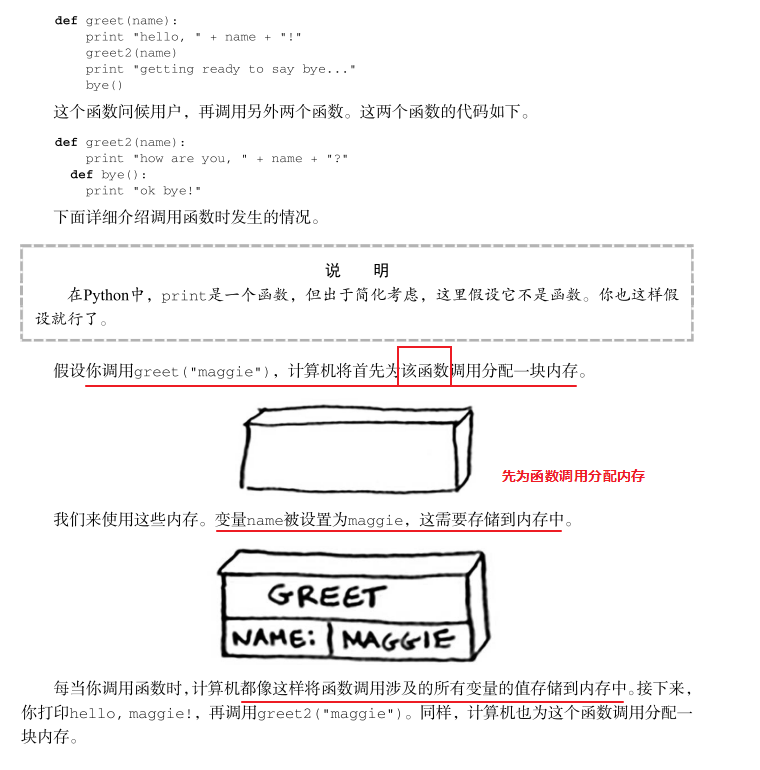 def greet(name):
print "hello, " + name + "!"
greet2(name)
print "getting ready to say bye..."
bye()
这个函数问候用户，再调用另外两个函数。这两个函数的代码如下。
def greet2(name):
print "how are you, " + name + "?"
def bye():
print "ok bye!"
下面详细介绍调用函数时发生的情况。
说 明
在Python中，print是一个函数，但出于简化考虑，这里假设它不是函数。你也这样假
设就行了。
假设你调用greet("maggie")，计算机将首先为该函数调用分配一块内存。
先为函数调用分配内存
我们来使用这些内存。变量name被设置为maggie，这需要存储到内存中。
GREET
NAME: MAGGIE
每当你调用函数时，计算机都像这样将函数调用涉及的所有变量的值存储到内存中。接下来，
你打印hello, maggie!，再调用greet2("maggie")。同样，计算机也为这个函数调用分配一
块内存。